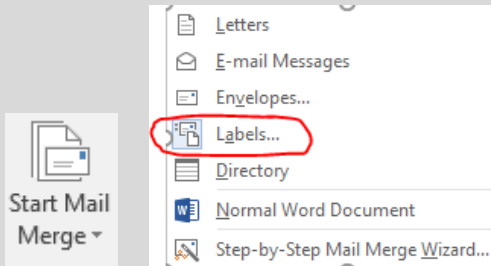 Start Mail
Merge
Letters
E-mail Messages
Envelopes...
Labels...
Directory
Normal Word Document
Step-by-Step Mail Merge Wizard...